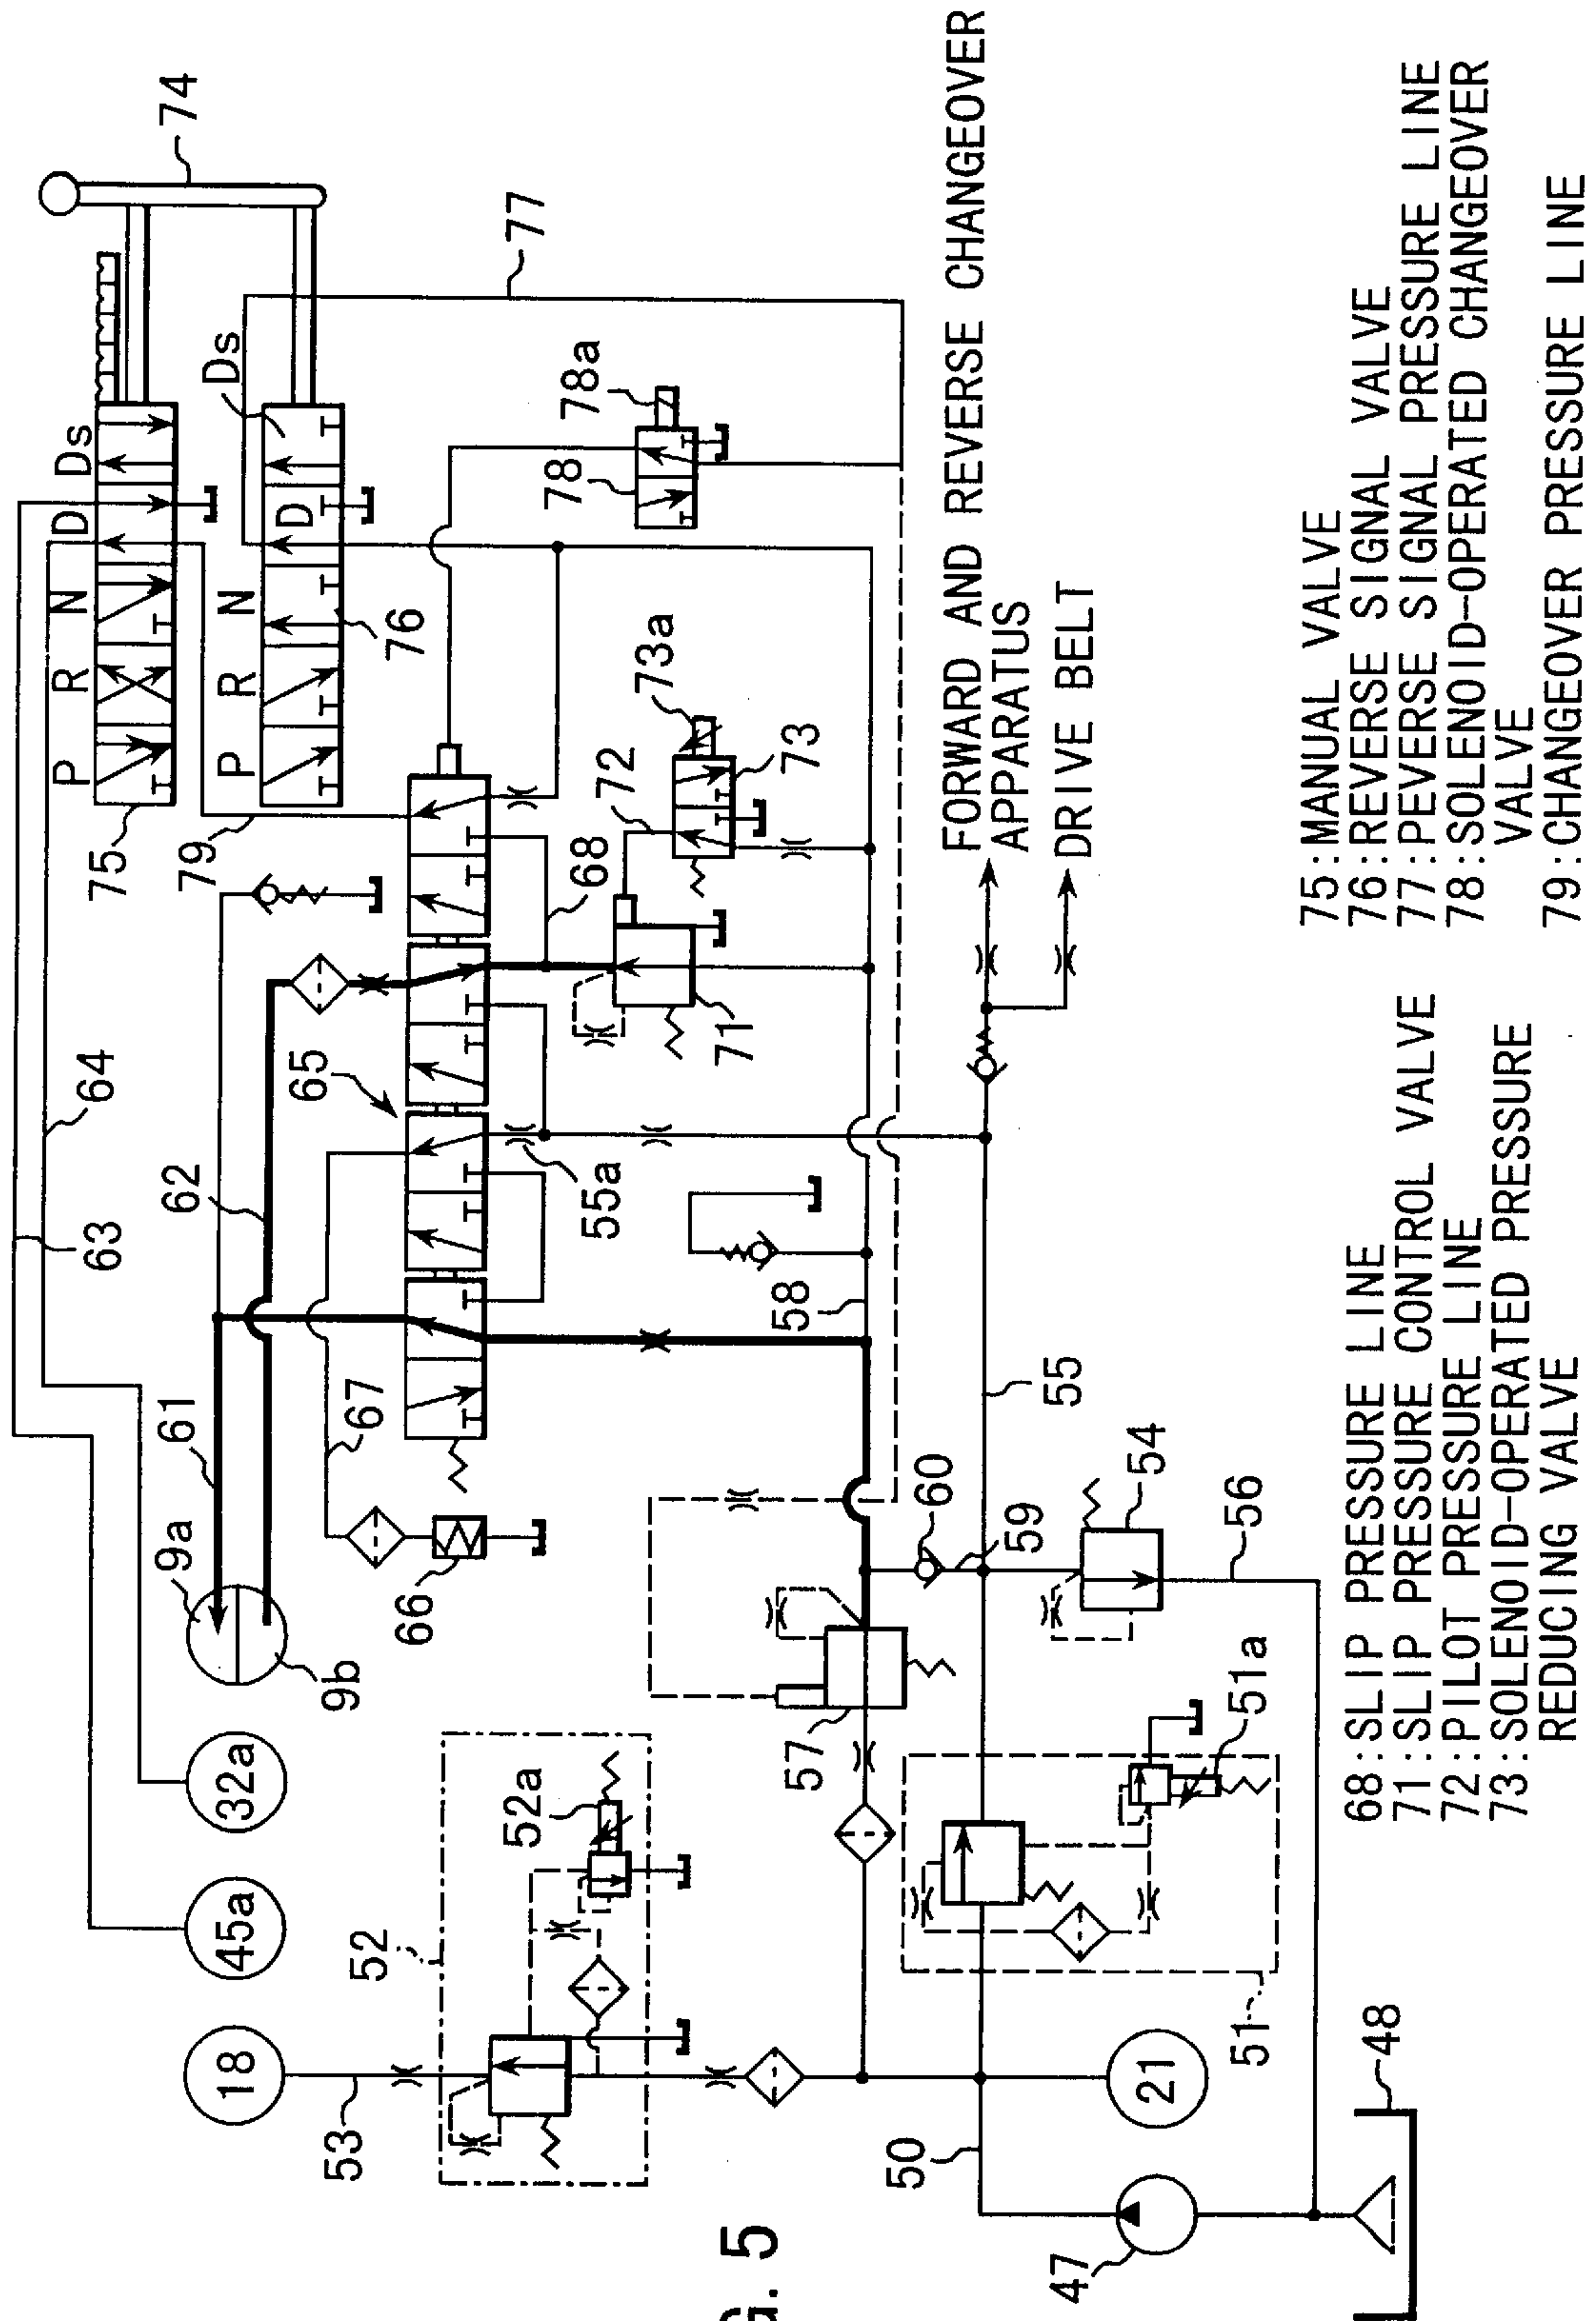 74
77
Ds
P R N D Ds
P R N D
75
79
76
78
78a
73a
72
73
68
71
65
62
64
63
61
67
55a
58
9a
9b
66
60
59
55
54
56
57
51a
51
32a
45a
18
53
52
52a
21
50
47
48
FORWARD AND REVERSE CHANGEOVER
APPARATUS
DRIVE BELT
68:SLIP PRESSURE LINE
71:SLIP PRESSURE CONTROL VALVE
72:PILOT PRESSURE LINE
73:SOLENOID-OPERATED PRESSURE
REDUCING VALVE
75:MANUAL VALVE
76:REVERSE SIGNAL VALVE
77:PEVERSE SIGNAL PRESSURE LINE
78:SOLENOID-OPERATED CHANGEOVER
VALVE
79:CHANGEOVER PRESSURE LINE
G. 5